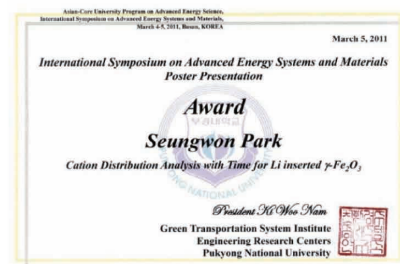 Asian-Core University Program on Advanced Energy Science,
International Symposium on Advanced Energy Systems and Materials,
March 4-5, 2011, Busan, KOREA
March 5, 2011
International Symposium on Advanced Energy Systems and Materials
Poster Presentation
Award
Seungwon Park
Cation Distribution Analysis with Time for Li inserted γ-Fe₂O₃
NATIONAL
President Ki Woo Nam
Green Transportation System Institute
Engineering Research Centers
Pukyong National University